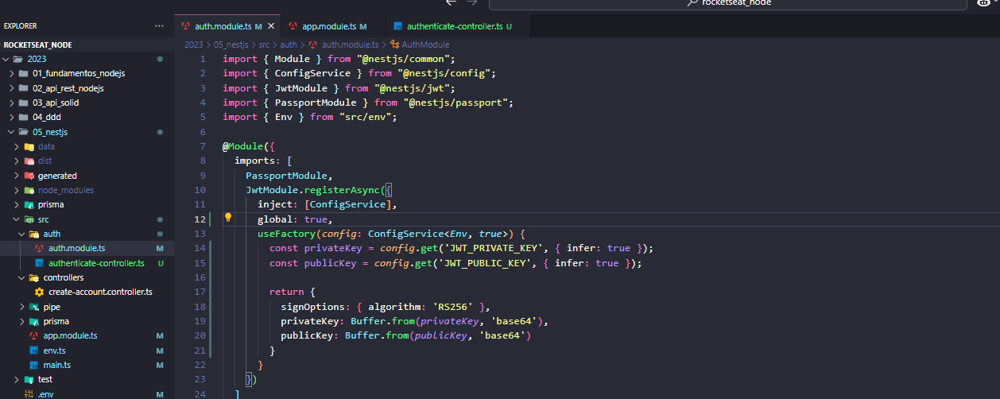 rocketseat_node
EXPLORER
···
auth.module.ts M
app.module.ts M
authenticate-controller.ts U
ROCKETSEAT_NODE
2023
01_fundamentos_nodejs
02_api_rest_nodejs
03_api_solid
04_ddd
05_nestjs
data
dist
generated
node_modules
prisma
src
auth
auth.module.ts M
authenticate-controller.ts U
controllers
create-account.controller.ts
pipe
prisma
app.module.ts M
env.ts M
main.ts M
test
.env M
2023 > 05_nestjs > src > auth > auth.module.ts > AuthModule
1 import { Module } from "@nestjs/common";
2 import { ConfigService } from "@nestjs/config";
3 import { JwtModule } from "@nestjs/jwt";
4 import { PassportModule } from "@nestjs/passport";
5 import { Env } from "src/env";
6
7 @Module({
8 imports: [
9 PassportModule,
10 JwtModule.registerAsync({
11 inject: [ConfigService],
12 global: true,
13 useFactory(config: ConfigService<Env, true>) {
14 const privateKey = config.get('JWT_PRIVATE_KEY', { infer: true });
15 const publicKey = config.get('JWT_PUBLIC_KEY', { infer: true });
16
17 return {
18 signOptions: { algorithm: 'RS256' },
19 privateKey: Buffer.from(privateKey, 'base64'),
20 publicKey: Buffer.from(publicKey, 'base64')
21 }
22 }
23 })
24 ]